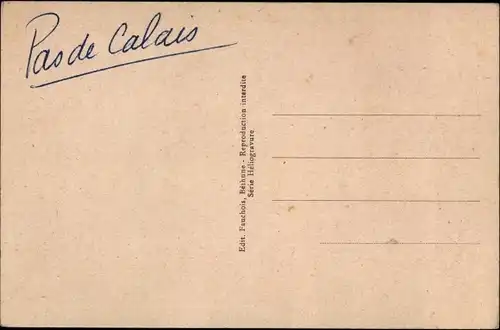 Pas de Calais
Edit. Fauchois, Béthune - Reproduction interdite
Série Héliogravure